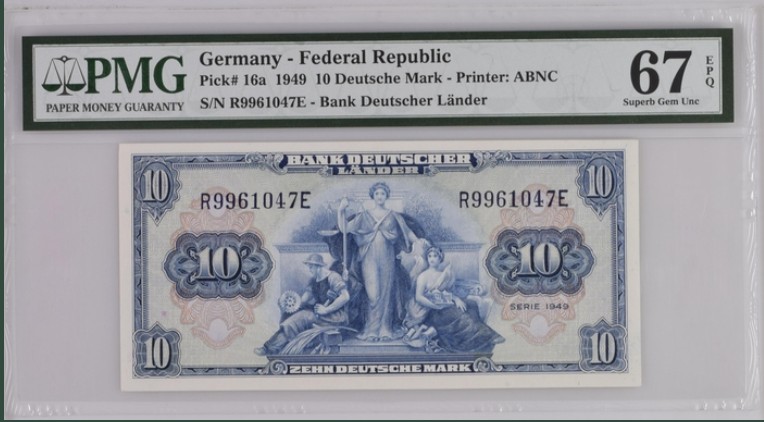 PMG
PAPER MONEY GUARANTY
Germany - Federal Republic
Pick# 16a 1949 10 Deutsche Mark - Printer: ABNC
S/N R9961047E - Bank Deutscher Länder
67
EPQ
Superb Gem Unc
BANK DEUTSCHER
LÄNDER
10
10
R9961047E
R9961047E
10
10
SERIE 1949
10
10
ZEHN DEUTSCHE MARK